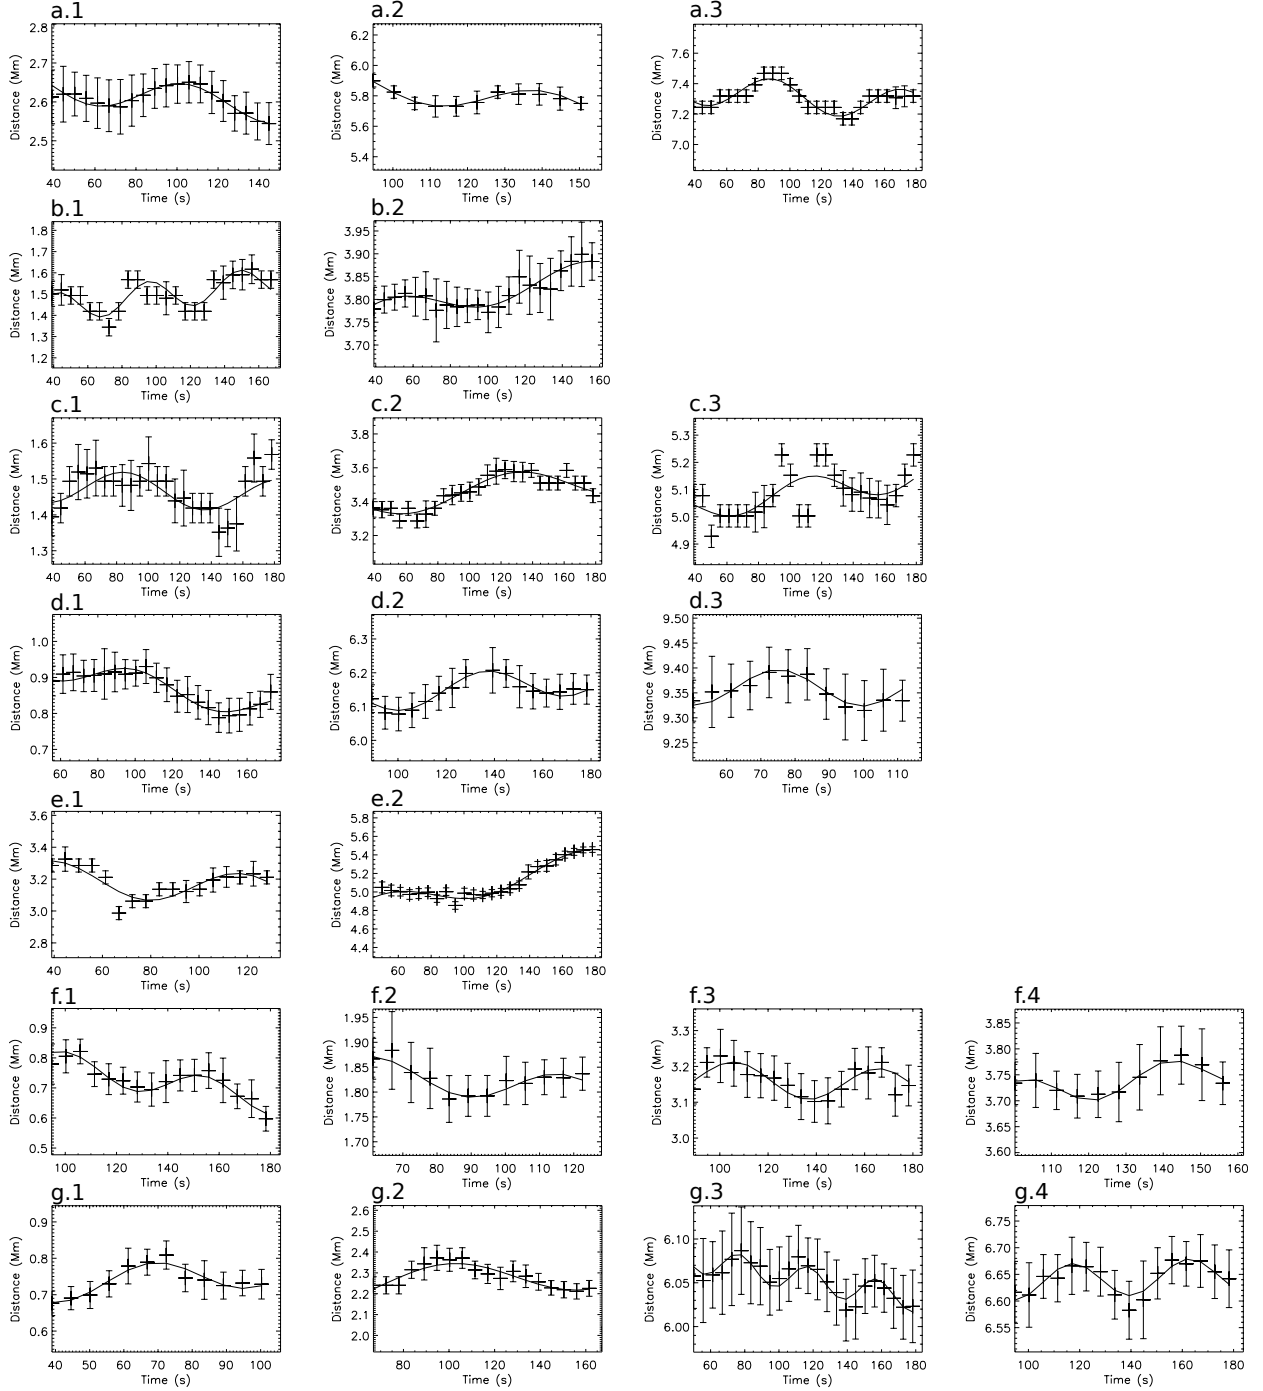 a.1 a.2 a.3
2.8 2.7 2.6 2.5
Distance (Mm)
40 60 80 100 120 140
Time (s)
6.2 6.0 5.8 5.6 5.4
Distance (Mm)
100 110 120 130 140 150
Time (s)
7.6 7.4 7.2 7.0
Distance (Mm)
40 60 80 100 120 140 160 180
Time (s)
b.1 b.2
1.8 1.7 1.6 1.5 1.4 1.3 1.2
Distance (Mm)
40 60 80 100 120 140 160
Time (s)
3.95 3.90 3.85 3.80 3.75 3.70
Distance (Mm)
40 60 80 100 120 140 160
Time (s)
c.1 c.2 c.3
1.6 1.5 1.4 1.3
Distance (Mm)
40 60 80 100 120 140 160 180
Time (s)
3.8 3.6 3.4 3.2
Distance (Mm)
40 60 80 100 120 140 160 180
Time (s)
5.3 5.2 5.1 5.0 4.9
Distance (Mm)
40 60 80 100 120 140 160 180
Time (s)
d.1 d.2 d.3
1.0 0.9 0.8 0.7
Distance (Mm)
60 80 100 120 140 160
Time (s)
6.3 6.2 6.1 6.0
Distance (Mm)
100 120 140 160 180
Time (s)
9.50 9.45 9.40 9.35 9.30 9.25
Distance (Mm)
60 70 80 90 100 110
Time (s)
e.1 e.2
3.6 3.4 3.2 3.0 2.8
Distance (Mm)
40 60 80 100 120
Time (s)
5.8 5.6 5.4 5.2 5.0 4.8 4.6 4.4
Distance (Mm)
60 80 100 120 140 160 180
Time (s)
f.1 f.2 f.3 f.4
0.9 0.8 0.7 0.6 0.5
Distance (Mm)
100 120 140 160 180
Time (s)
1.95 1.90 1.85 1.80 1.75 1.70
Distance (Mm)
70 80 90 100 110 120
Time (s)
3.3 3.2 3.1 3.0
Distance (Mm)
100 120 140 160 180
Time (s)
3.85 3.80 3.75 3.70 3.65 3.60
Distance (Mm)
110 120 130 140 150 160
Time (s)
g.1 g.2 g.3 g.4
0.9 0.8 0.7 0.6
Distance (Mm)
40 50 60 70 80 90 100
Time (s)
2.6 2.5 2.4 2.3 2.2 2.1 2.0
Distance (Mm)
80 100 120 140 160
Time (s)
6.10 6.05 6.00
Distance (Mm)
60 80 100 120 140 160 180
Time (s)
6.75 6.70 6.65 6.60 6.55
Distance (Mm)
100 120 140 160 180
Time (s)